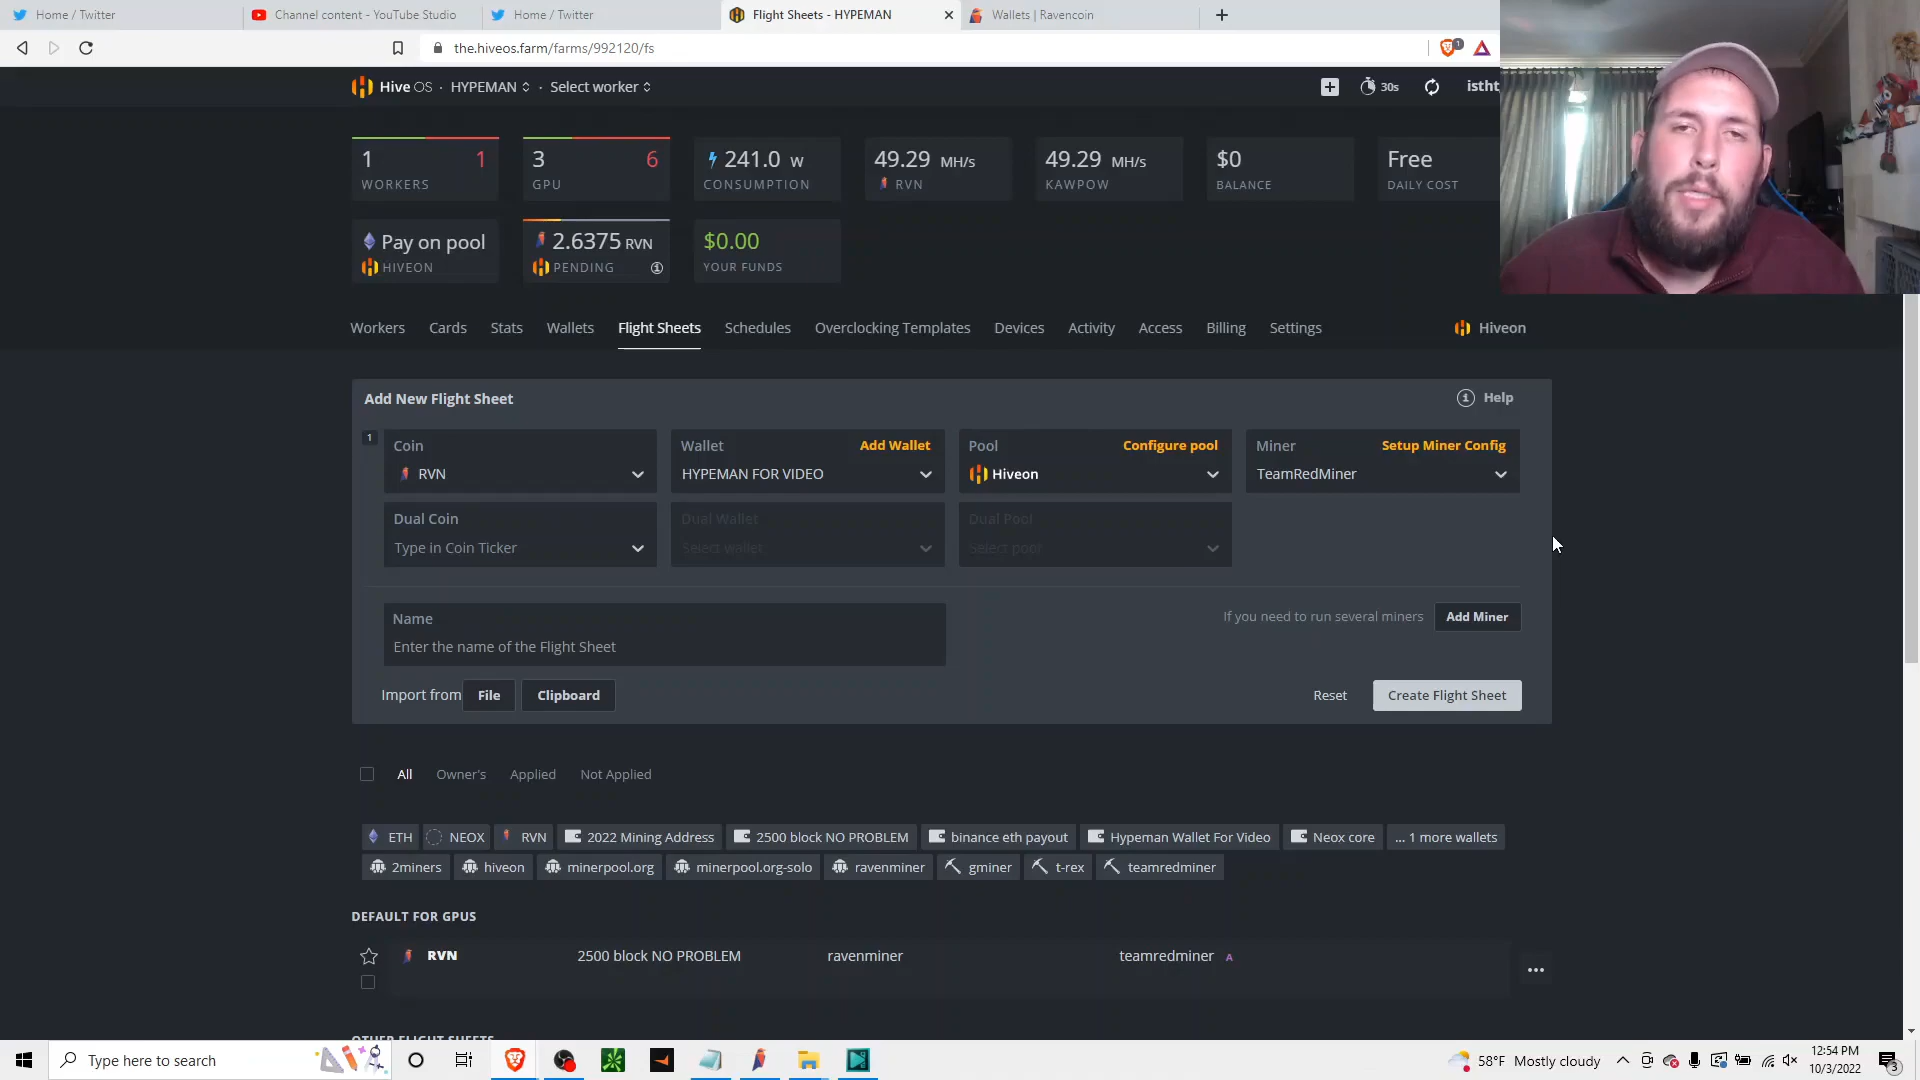 Home / Twitter
Channel content - YouTube Studio
Home / Twitter
Flight Sheets - HYPEMAN
Wallets | Ravencoin
the.hiveos.farm/farms/992120/fs
1
Hive OS · HYPEMAN · Select worker
30s
istht
1 1
WORKERS
3 6
GPU
241.0 W
CONSUMPTION
49.29 MH/s
RVN
49.29 MH/s
KAWPOW
$0
BALANCE
Free
DAILY COST
Pay on pool
HIVEON
2.6375 RVN
PENDING
$0.00
YOUR FUNDS
Workers Cards Stats Wallets Flight Sheets Schedules Overclocking Templates Devices Activity Access Billing Settings Hiveon
Add New Flight Sheet
Help
1
Coin
RVN
Wallet Add Wallet
HYPEMAN FOR VIDEO
Pool Configure pool
Hiveon
Miner Setup Miner Config
TeamRedMiner
Dual Coin
Type in Coin Ticker
Dual Wallet
Select wallet
Dual Pool
Select pool
Name
Enter the name of the Flight Sheet
If you need to run several miners Add Miner
Import from File Clipboard
Reset Create Flight Sheet
All Owner's Applied Not Applied
ETH NEOX RVN 2022 Mining Address 2500 block NO PROBLEM binance eth payout Hypeman Wallet For Video Neox core ... 1 more wallets
2miners hiveon minerpool.org minerpool.org-solo ravenminer gminer t-rex teamredminer
DEFAULT FOR GPUS
RVN 2500 block NO PROBLEM ravenminer teamredminer A
OTHER FLIGHT SHEETS
Type here to search
58°F Mostly cloudy
12:54 PM
10/3/2022
3